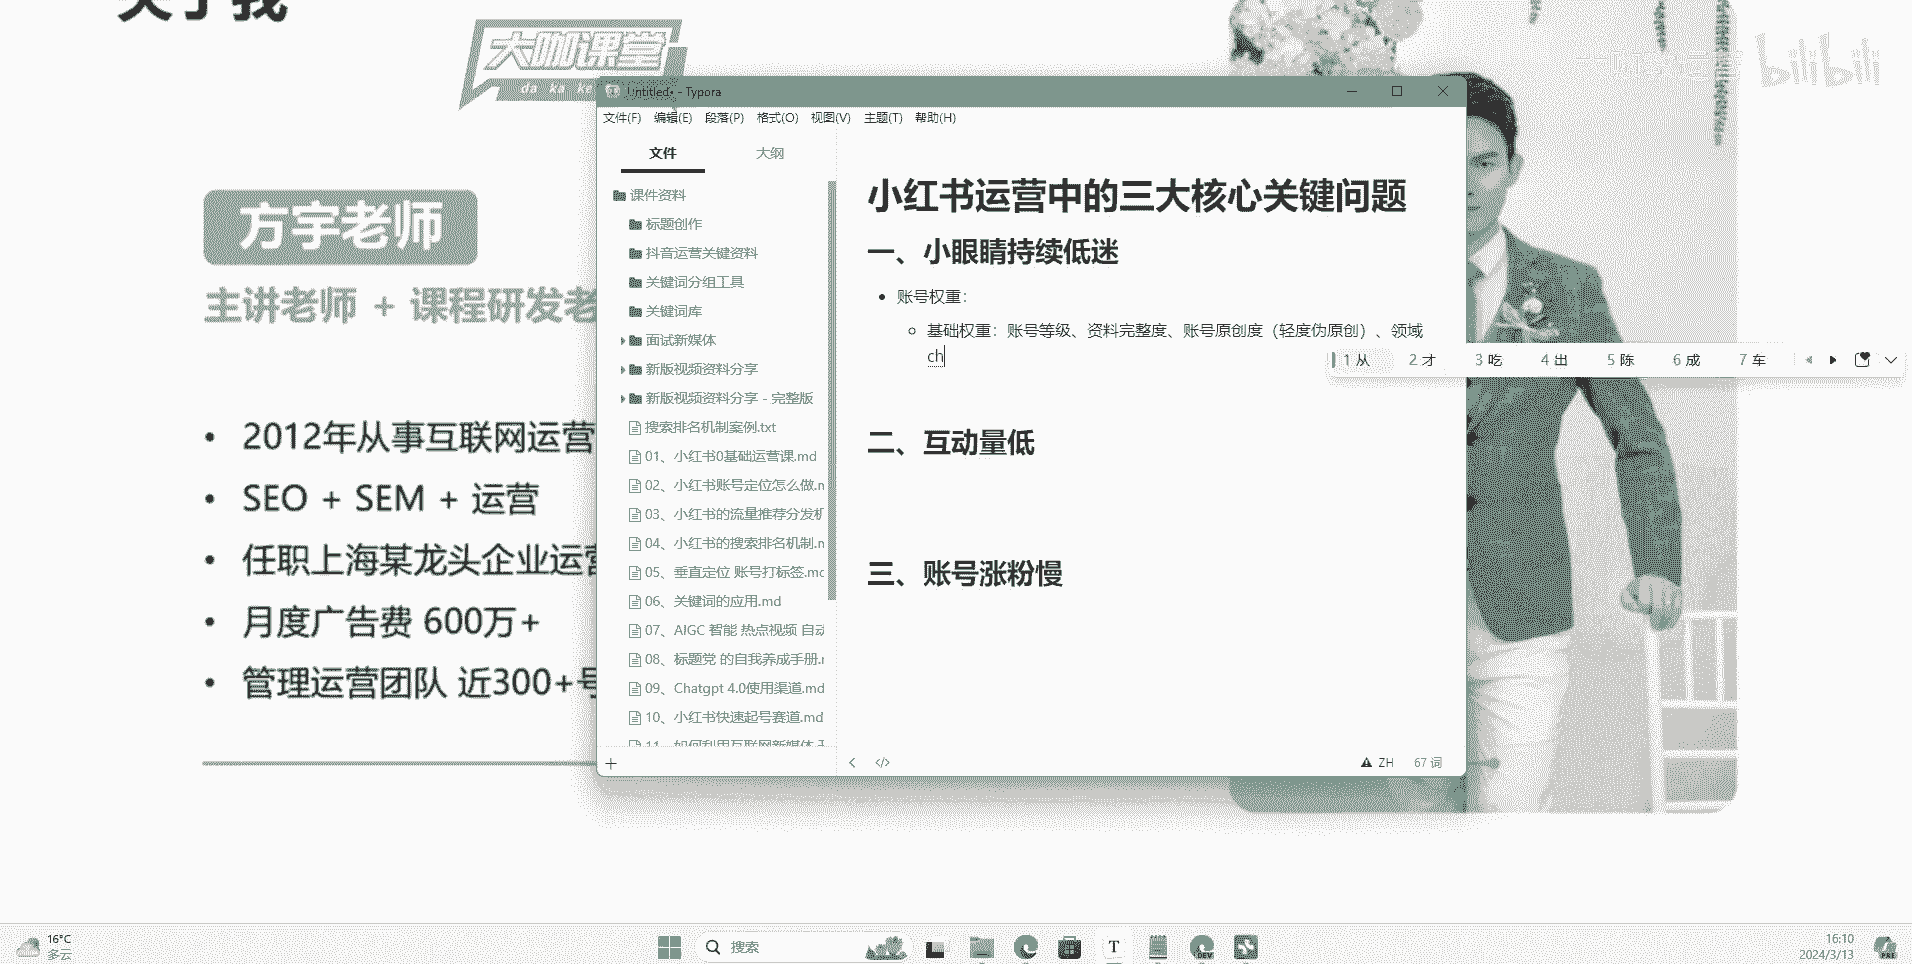 关于我
大咖课堂
da ka ke
bilibili
方宇老师
主讲老师 + 课程研发老
2012年从事互联网运营
SEO + SEM + 运营
任职上海某龙头企业运营
月度广告费 600万+
管理运营团队 近300+号
Untitled• - Typora
文件(F) 编辑(E) 段落(P) 格式(O) 视图(V) 主题(T) 帮助(H)
文件 大纲
课件资料
标题创作
抖音运营关键资料
关键词分组工具
关键词库
面试新媒体
新版视频资料分享
新版视频资料分享 - 完整版
搜索排名机制案例.txt
01、小红书0基础运营课.md
02、小红书账号定位怎么做.m
03、小红书的流量推荐分发机
04、小红书的搜索排名机制.m
05、垂直定位 账号打标签.mc
06、关键词的应用.md
07、AIGC 智能 热点视频 自动
08、标题党 的自我养成手册.r
09、Chatgpt 4.0使用渠道.md
10、小红书快速起号赛道.md
11、如何利用互联网新媒体
小红书运营中的三大核心关键问题
一、小眼睛持续低迷
账号权重：
基础权重：账号等级、资料完整度、账号原创度（轻度伪原创）、领域
ch
1 从 2 才 3 吃 4 出 5 陈 6 成 7 车
二、互动量低
三、账号涨粉慢
ZH 67 词
16°C
多云
搜索
T
DEV
16:10
2024/3/13
PRE